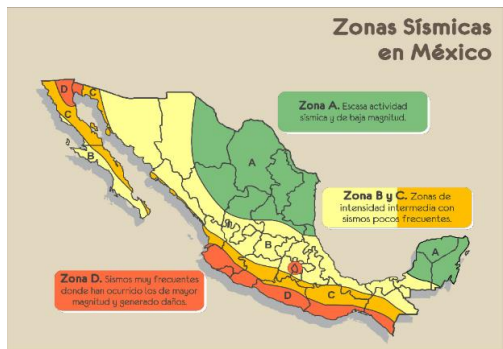 Zonas Sísmicas
en México
D
C
C
Zona A. Escasa actividad
sísmica y de baja magnitud.
A
B
Zona B y C. Zonas de
intensidad intermedia con
sismos pocos frecuentes.
B
A
Zona D. Sismos muy frecuentes
donde han ocurrido los de mayor
magnitud y generado daños.
D
C